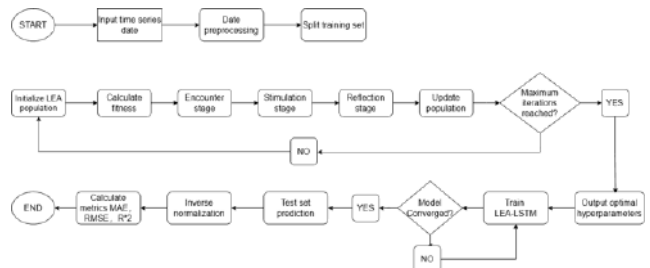 START
Input time series
date
Date
preprocessing
Split training set
Initialize LEA
population
Calculate
fitness
Encounter
stage
Stimulation
stage
Reflection
stage
Update
population
Maximum
iterations
reached?
YES
NO
END
Calculate
metrics MAE,
RMSE, R^2
Inverse
normalization
Test set
prediction
YES
Model
Converged?
Train
LEA-LSTM
Output optimal
hyperparameters
NO